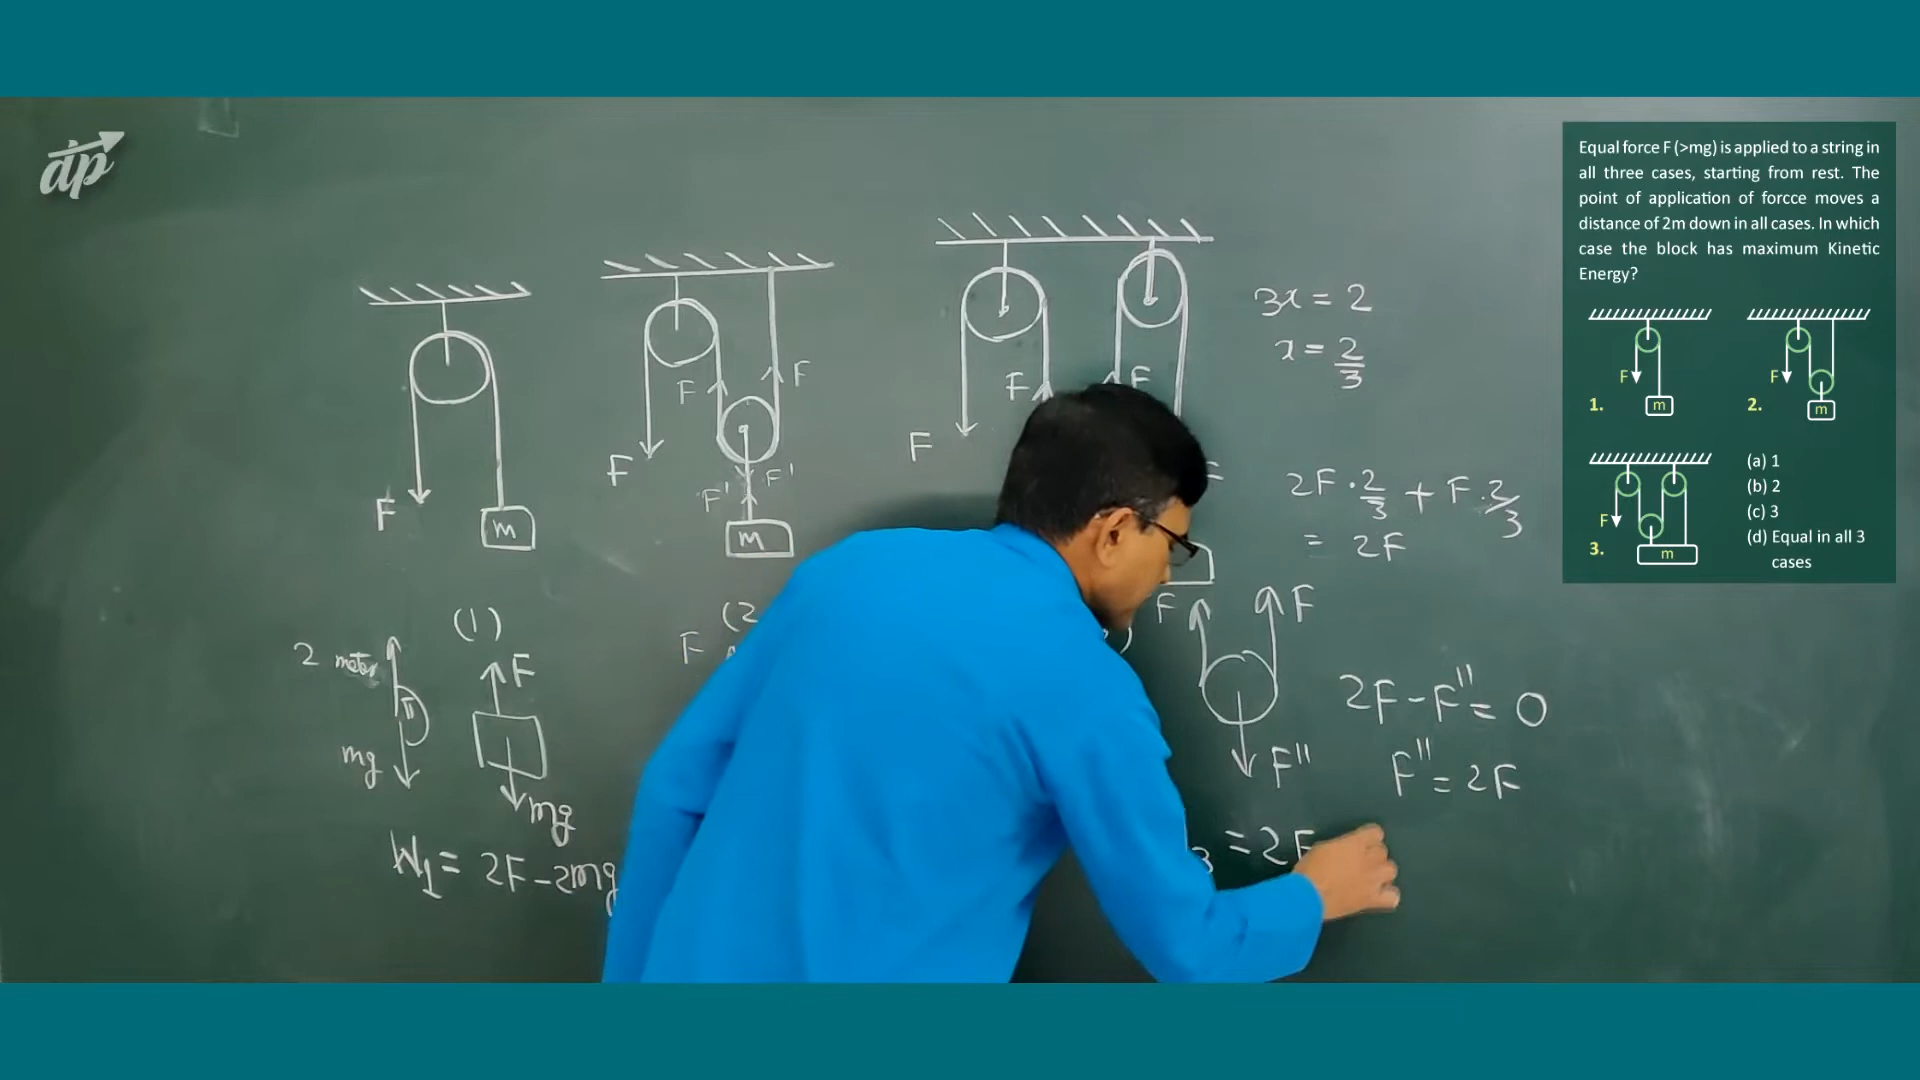 dp
Equal force F (>mg) is applied to a string in
all three cases, starting from rest. The
point of application of forcce moves a
distance of 2m down in all cases. In which
case the block has maximum Kinetic
Energy?
F
1.
m
F
2.
m
F
3.
m
(a) 1
(b) 2
(c) 3
(d) Equal in all 3
cases
F
m
(1)
2 meter
mg
F
mg
W₁ = 2F - 2mg
F
F
F
F'
F'
m
(2
F
F
F
F
3x = 2
x = 2/3
2F · 2/3 + F · 2/3
= 2F
F
F
F''
2F - F'' = 0
F'' = 2F
3 = 2F